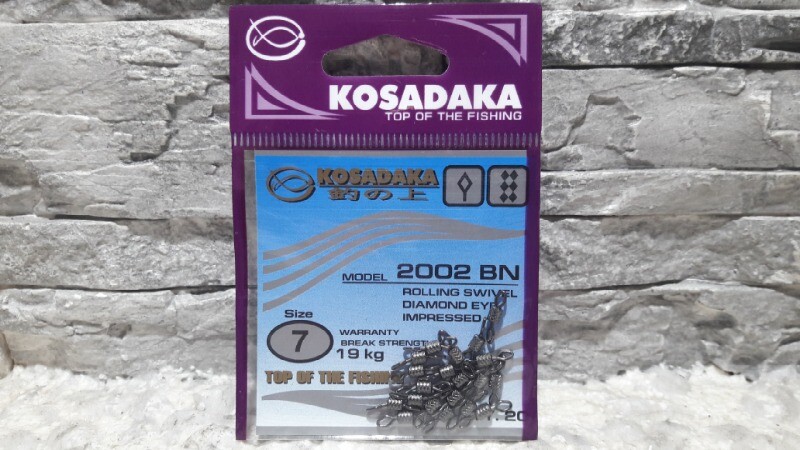 KOSADAKA
TOP OF THE FISHING
KOSADAKA
釣の上
MODEL 2002 BN
ROLLING SWIVEL
DIAMOND EYE
IMPRESSED
Size
7
WARRANTY
BREAK STRENGTH
19 kg
TOP OF THE FISHING
20